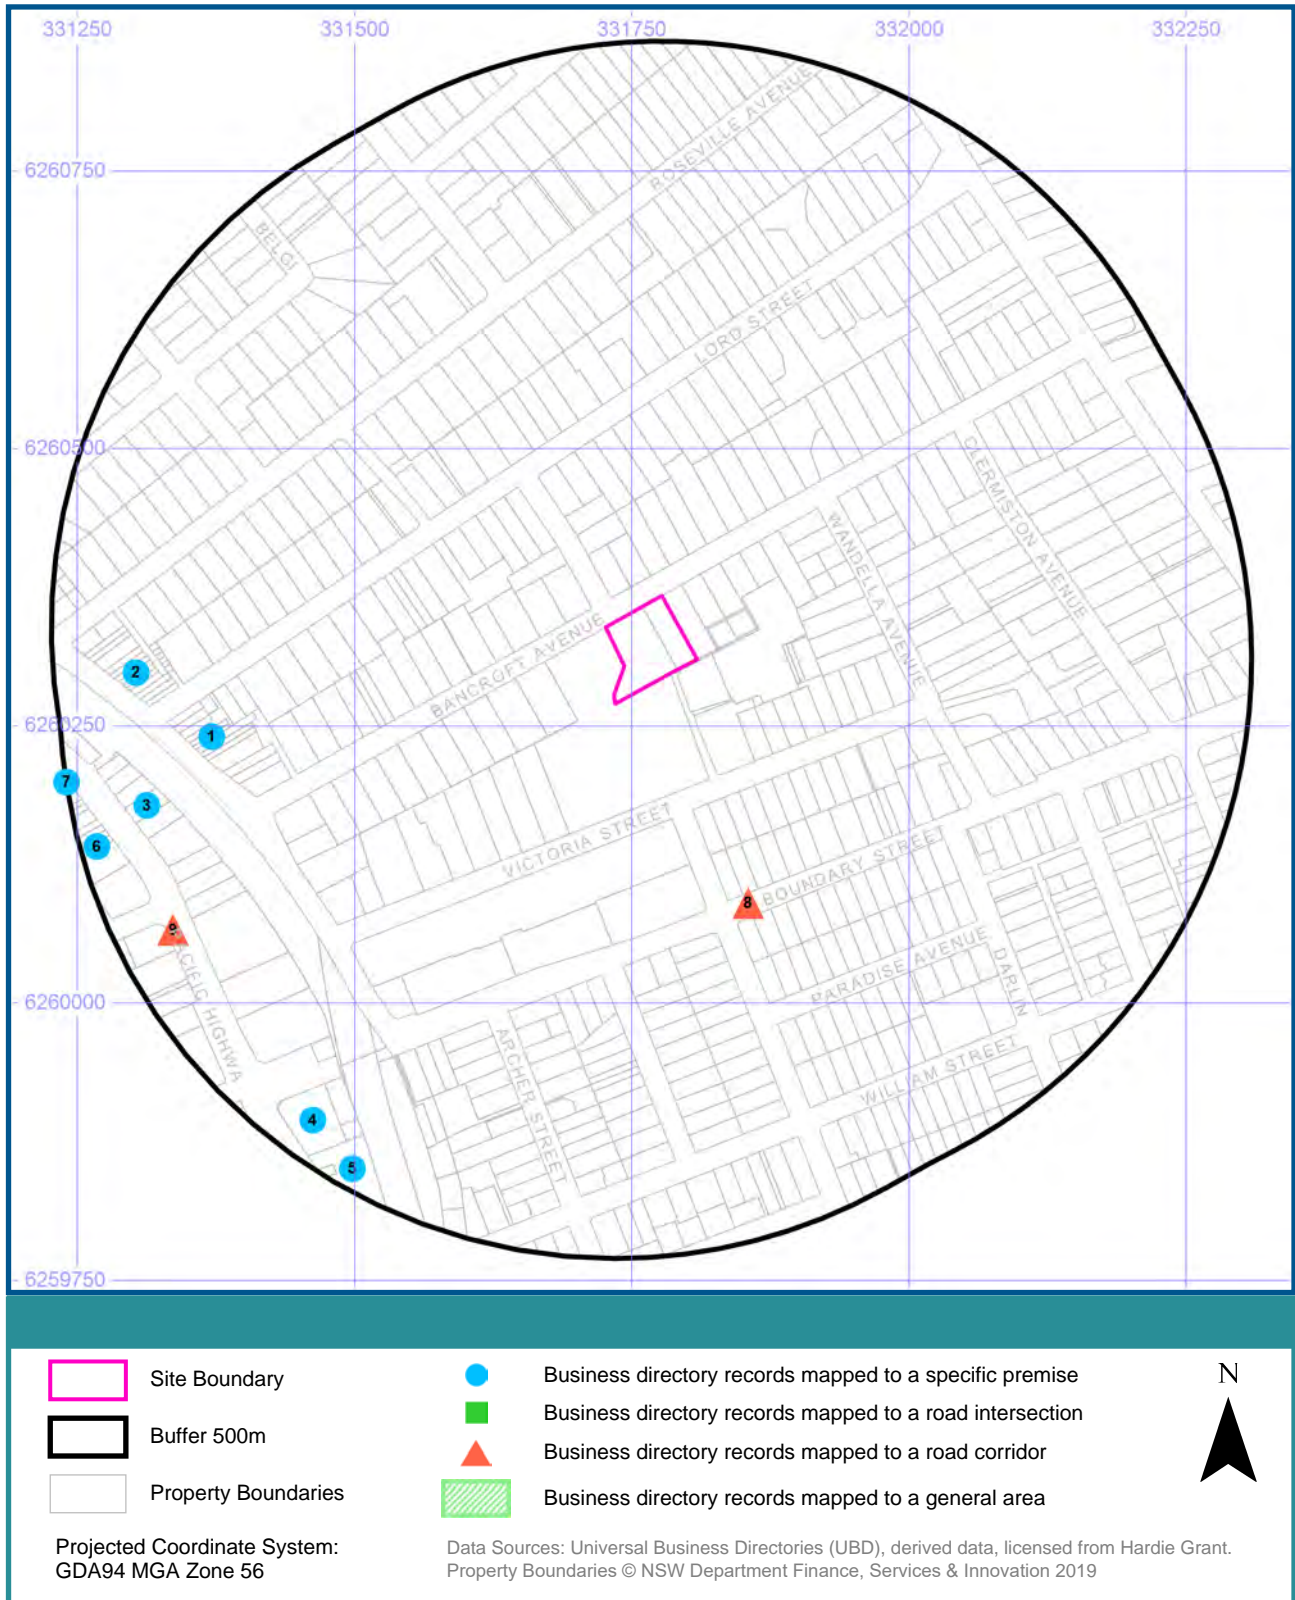 331250 331500 331750 332000 332250
6260750
6260500
6260250
6260000
6259750
ROSEVILLE AVENUE
BELGI
LORD STREET
CLERMISTON AVENUE
WANDELLA AVENUE
BANCROFT AVENUE
2
1
7
3
6
VICTORIA STREET
BOUNDARY STREET
8
9
PACIFIC HIGHWA
PARADISE AVENUE
DARLIN
ARCHER STREET
WILLIAM STREET
4
5
Site Boundary
Buffer 500m
Property Boundaries
Projected Coordinate System:
GDA94 MGA Zone 56
Business directory records mapped to a specific premise
Business directory records mapped to a road intersection
Business directory records mapped to a road corridor
Business directory records mapped to a general area
Data Sources: Universal Business Directories (UBD), derived data, licensed from Hardie Grant.
Property Boundaries © NSW Department Finance, Services & Innovation 2019
N